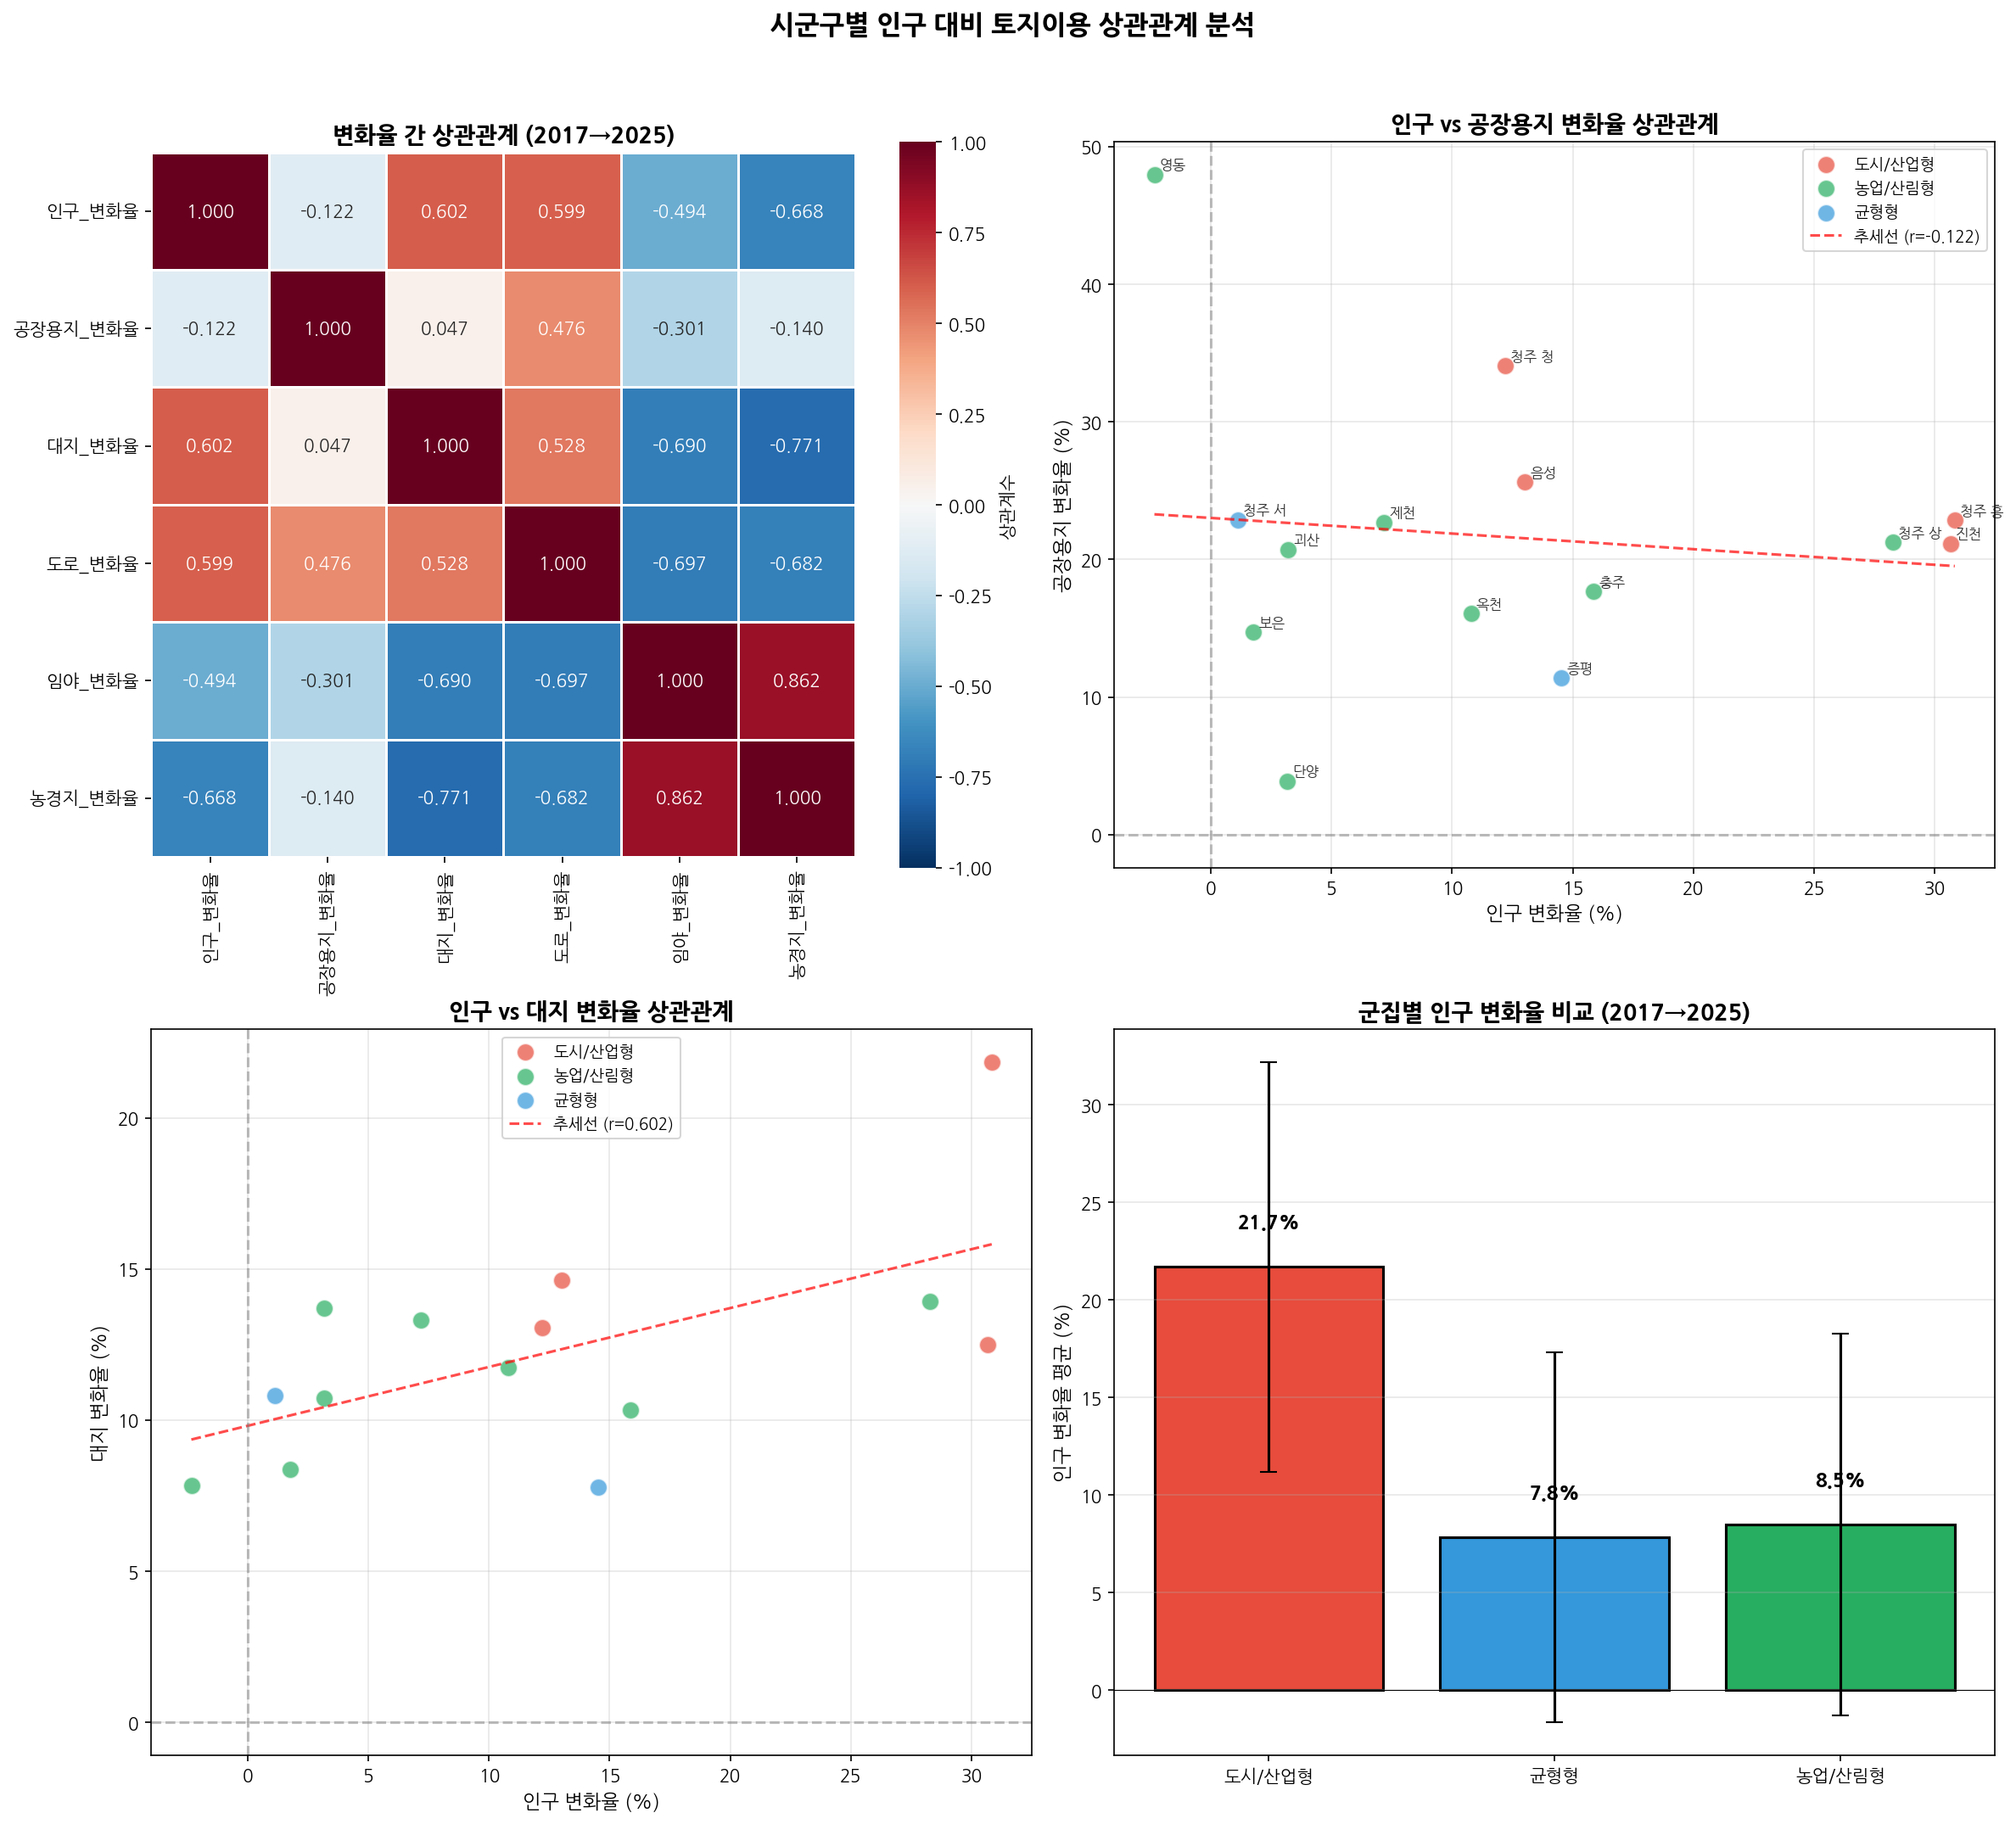 시군구별 인구 대비 토지이용 상관관계 분석
변화율 간 상관관계 (2017→2025)
인구_변화율 1.000 -0.122 0.602 0.599 -0.494 -0.668
공장용지_변화율 -0.122 1.000 0.047 0.476 -0.301 -0.140
대지_변화율 0.602 0.047 1.000 0.528 -0.690 -0.771
도로_변화율 0.599 0.476 0.528 1.000 -0.697 -0.682
임야_변화율 -0.494 -0.301 -0.690 -0.697 1.000 0.862
농경지_변화율 -0.668 -0.140 -0.771 -0.682 0.862 1.000
인구_변화율 공장용지_변화율 대지_변화율 도로_변화율 임야_변화율 농경지_변화율
1.00
0.75
0.50
0.25
0.00
-0.25
-0.50
-0.75
-1.00
상관계수
인구 vs 공장용지 변화율 상관관계
도시/산업형
농업/산림형
균형형
추세선 (r=-0.122)
50
40
30
20
10
0
공장용지 변화율 (%)
영동
청주 청
음성
청주 서
제천
괴산
청주 흥
청주 상
진천
충주
옥천
보은
증평
단양
0 5 10 15 20 25 30
인구 변화율 (%)
인구 vs 대지 변화율 상관관계
도시/산업형
농업/산림형
균형형
추세선 (r=0.602)
20
15
10
5
0
대지 변화율 (%)
0 5 10 15 20 25 30
인구 변화율 (%)
군집별 인구 변화율 비교 (2017→2025)
30
25
20
15
10
5
0
인구 변화율 평균 (%)
21.7%
7.8%
8.5%
도시/산업형 균형형 농업/산림형